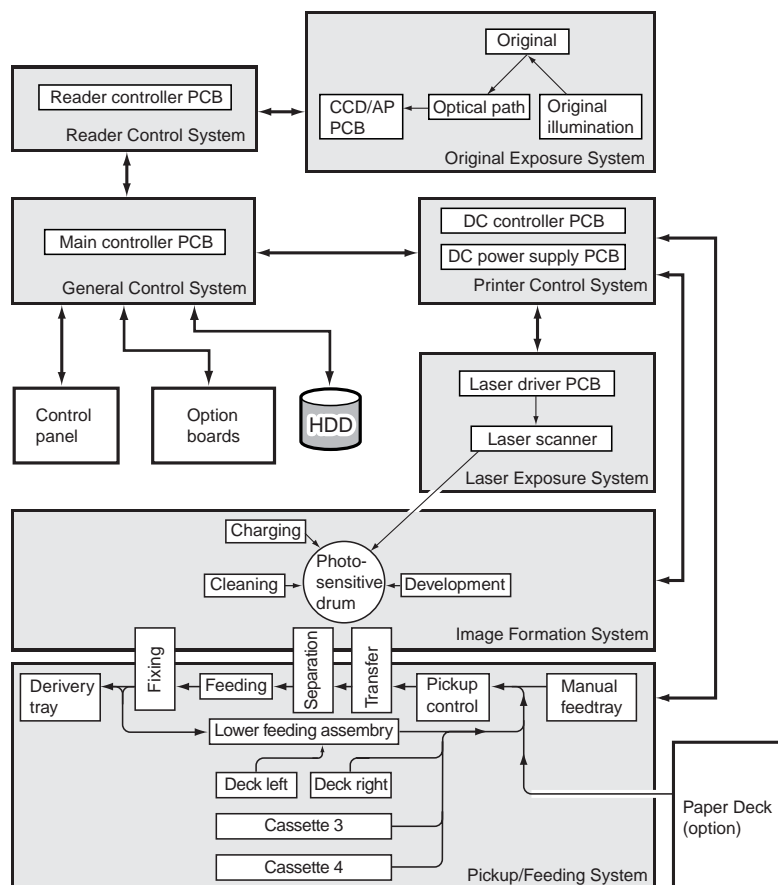 Original
Reader controller PCB
CCD/AP
PCB
Optical path
Original
illumination
Reader Control System
Original Exposure System
Main controller PCB
DC controller PCB
DC power supply PCB
General Control System
Printer Control System
Control
panel
Option
boards
HDD
Laser driver PCB
Laser scanner
Laser Exposure System
Charging
Photo-
sensitive
drum
Cleaning
Development
Image Formation System
Fixing
Separation
Transfer
Derivery
tray
Feeding
Pickup
control
Manual
feedtray
Lower feeding assembry
Deck left
Deck right
Cassette 3
Cassette 4
Paper Deck
(option)
Pickup/Feeding System